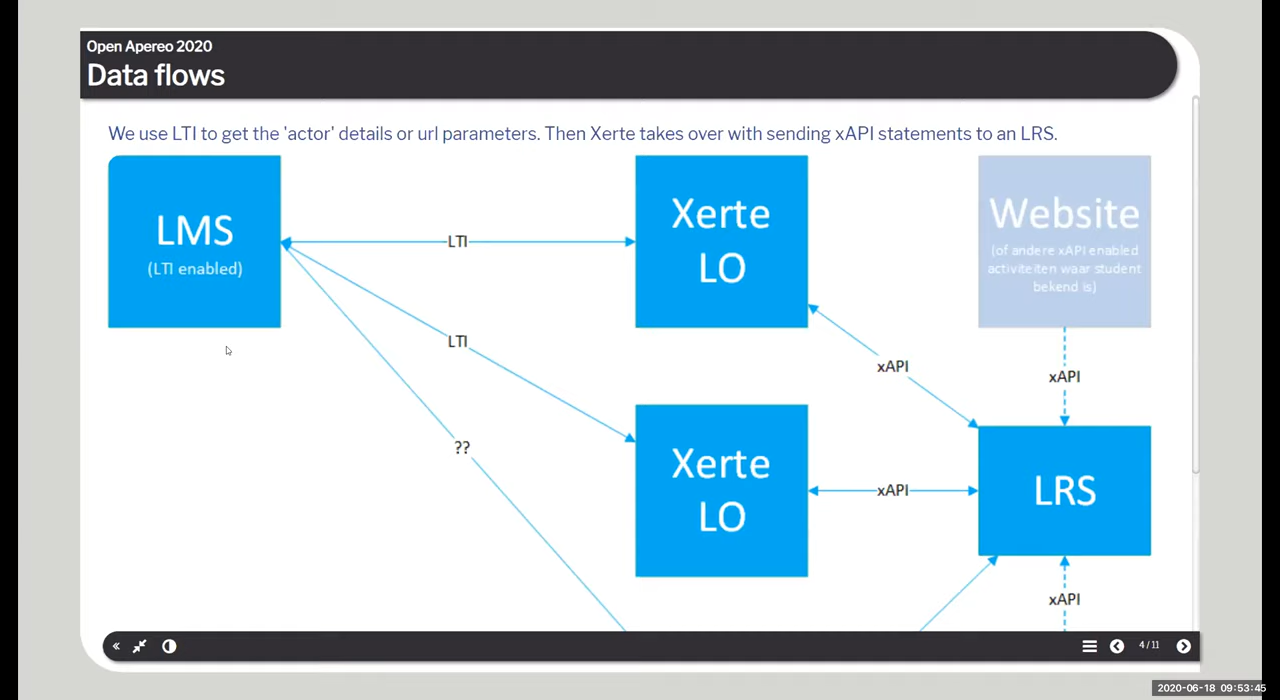 Open Apereo 2020
Data flows
We use LTI to get the 'actor' details or url parameters. Then Xerte takes over with sending xAPI statements to an LRS.
LMS
(LTI enabled)
LTI
Xerte
LO
Website
(of andere xAPI enabled
activiteiten waar student
bekend is)
LTI
xAPI
xAPI
??
Xerte
LO
xAPI
LRS
xAPI
4/11
2020-06-18 09:53:45